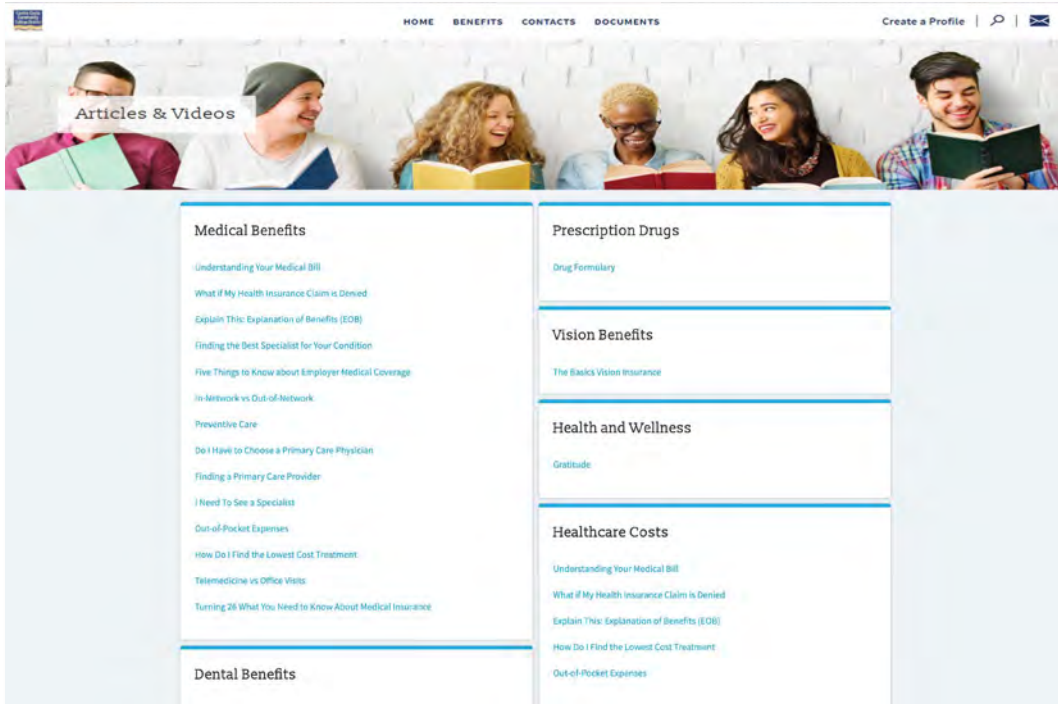 HOME BENEFITS CONTACTS DOCUMENTS
Create a Profile | |
Articles & Videos
Medical Benefits
Understanding Your Medical Bill
What if My Health Insurance Claim is Denied
Explain This: Explanation of Benefits (EOB)
Finding the Best Specialist for Your Condition
Five Things to Know about Employer Medical Coverage
In-Network vs Out-of-Network
Preventive Care
Do I Have to Choose a Primary Care Physician
Finding a Primary Care Provider
I Need To See a Specialist
Out-of-Pocket Expenses
How Do I Find the Lowest Cost Treatment
Telemedicine vs Office Visits
Turning 26 What You Need to Know About Medical Insurance
Dental Benefits
Prescription Drugs
Drug Formulary
Vision Benefits
The Basics Vision Insurance
Health and Wellness
Gratitude
Healthcare Costs
Understanding Your Medical Bill
What if My Health Insurance Claim is Denied
Explain This: Explanation of Benefits (EOB)
How Do I Find the Lowest Cost Treatment
Out-of-Pocket Expenses